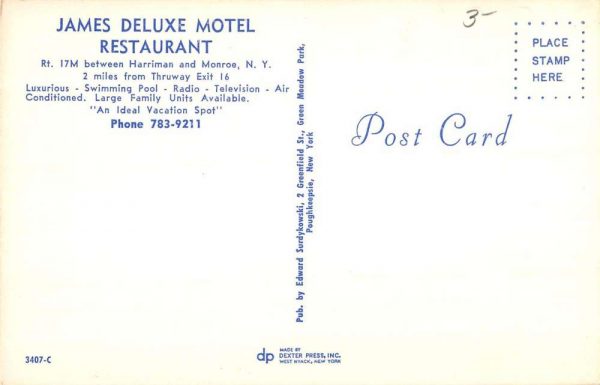 JAMES DELUXE MOTEL
RESTAURANT
Rt. 17M between Harriman and Monroe, N. Y.
2 miles from Thruway Exit 16
Luxurious - Swimming Pool - Radio - Television - Air
Conditioned. Large Family Units Available.
"An Ideal Vacation Spot"
Phone 783-9211
3-
PLACE
STAMP
HERE
Post Card
Pub. by Edward Surdykowski, 2 Greenfield St., Green Meadow Park,
Poughkeepsie, New York
3407-C
dp
MADE BY
DEXTER PRESS, INC.
WEST NYACK, NEW YORK